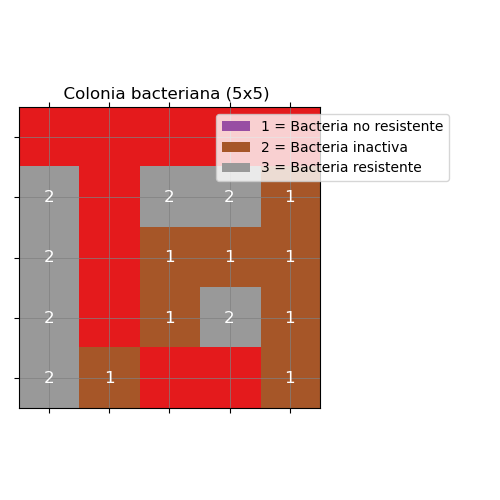 Colonia bacteriana (5x5)
1 = Bacteria no resistente
2 = Bacteria inactiva
3 = Bacteria resistente
2 2 2 1
2 1 1 1
2 1 2 1
2 1 1